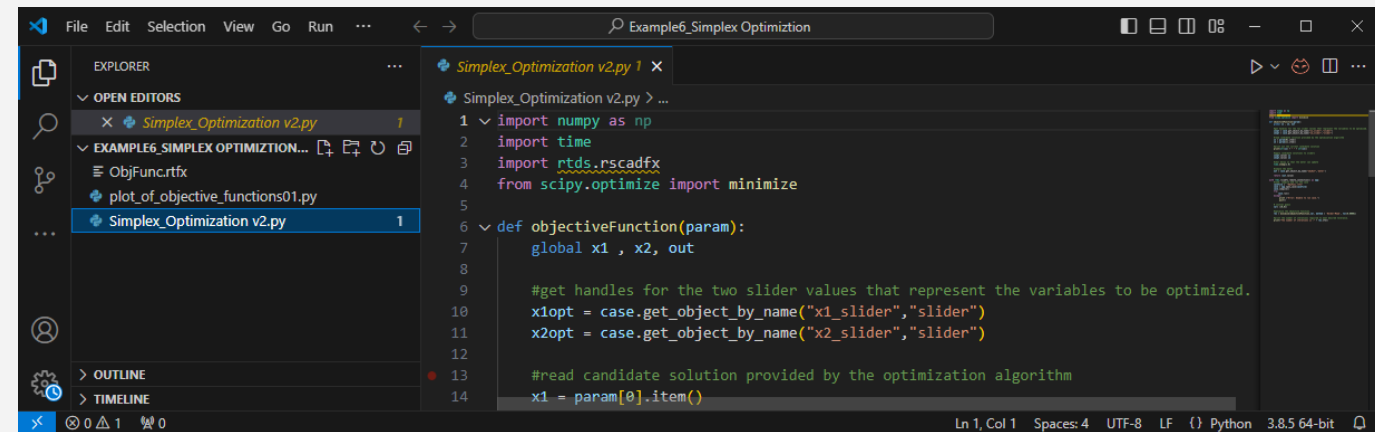 File Edit Selection View Go Run ··· Example6_Simplex Optimiztion
EXPLORER ···
OPEN EDITORS
Simplex_Optimization v2.py 1
EXAMPLE6_SIMPLEX OPTIMIZTION...
ObjFunc.rtfx
plot_of_objective_functions01.py
Simplex_Optimization v2.py 1
OUTLINE
TIMELINE
Simplex_Optimization v2.py 1
Simplex_Optimization v2.py > ...
1 import numpy as np
2 import time
3 import rtds.rscadfx
4 from scipy.optimize import minimize
5
6 def objectiveFunction(param):
7 global x1 , x2, out
8
9 #get handles for the two slider values that represent the variables to be optimized.
10 x1opt = case.get_object_by_name("x1_slider","slider")
11 x2opt = case.get_object_by_name("x2_slider","slider")
12
13 #read candidate solution provided by the optimization algorithm
14 x1 = param[0].item()
0 1 0 Ln 1, Col 1 Spaces: 4 UTF-8 LF {} Python 3.8.5 64-bit